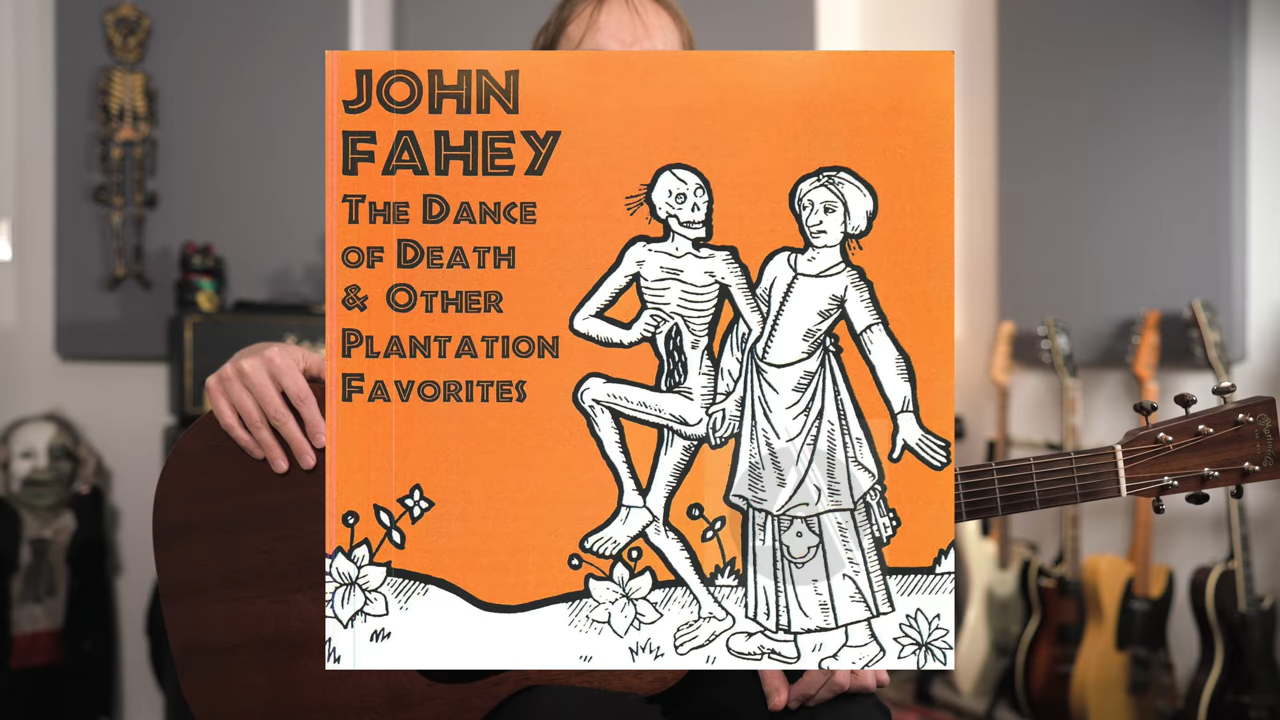 JOHN
FAHEY
THE DANCE
OF DEATH
& OTHER
PLANTATION
FAVORITES